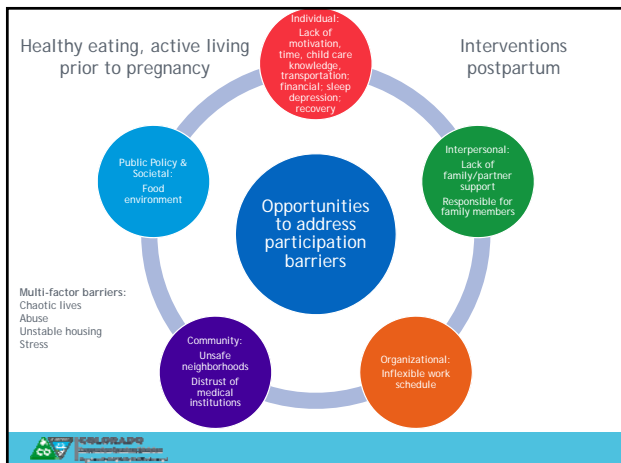 Healthy eating, active living
prior to pregnancy
Interventions
postpartum
Individual:
Lack of
motivation,
time, child care
knowledge,
transportation;
financial; sleep
depression;
recovery
Public Policy &
Societal:
Food
environment
Interpersonal:
Lack of
family/partner
support
Responsible for
family members
Opportunities
to address
participation
barriers
Multi-factor barriers:
Chaotic lives
Abuse
Unstable housing
Stress
Community:
Unsafe
neighborhoods
Distrust of
medical
institutions
Organizational:
Inflexible work
schedule
CO
COLORADO